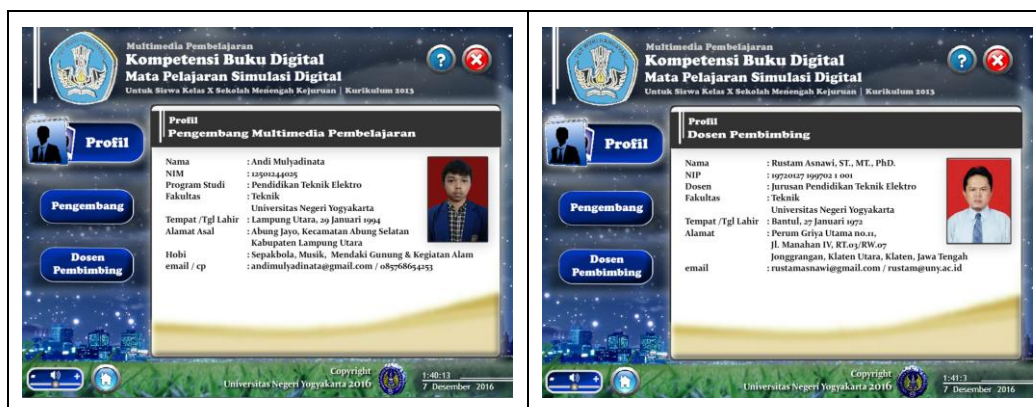 Multimedia Pembelajaran
Kompetensi Buku Digital
Mata Pelajaran Simulasi Digital
Untuk Siswa Kelas X Sekolah Menengah Kejuruan | Kurikulum 2013
?
Profil
Profil
Pengembang Multimedia Pembelajaran
Pengembang
Dosen
Pembimbing
Nama : Andi Mulyadinata
NIM : 12501244025
Program Studi : Pendidikan Teknik Elektro
Fakultas : Teknik
Universitas Negeri Yogyakarta
Tempat /Tgl Lahir : Lampung Utara, 29 Januari 1994
Alamat Asal : Abung Jayo, Kecamatan Abung Selatan
Kabupaten Lampung Utara
Hobi : Sepakbola, Musik, Mendaki Gunung & Kegiatan Alam
email / cp : andimulyadinata@gmail.com / 085768654253
- +
Copyright
Universitas Negeri Yogyakarta 2016
1:40:13
7 Desember 2016
Multimedia Pembelajaran
Kompetensi Buku Digital
Mata Pelajaran Simulasi Digital
Untuk Siswa Kelas X Sekolah Menengah Kejuruan | Kurikulum 2013
?
Profil
Profil
Dosen Pembimbing
Pengembang
Dosen
Pembimbing
Nama : Rustam Asnawi, ST., MT., PhD.
NIP : 19720127 199702 1 001
Dosen : Jurusan Pendidikan Teknik Elektro
Fakultas : Teknik
Universitas Negeri Yogyakarta
Tempat /Tgl Lahir : Bantul, 27 Januari 1972
Alamat : Perum Griya Utama no.11,
Jl. Manahan IV, RT.03/RW.07
Jonggrangan, Klaten Utara, Klaten, Jawa Tengah
email : rustamasnawi@gmail.com / rustam@uny.ac.id
- +
Copyright
Universitas Negeri Yogyakarta 2016
1:41:3
7 Desember 2016